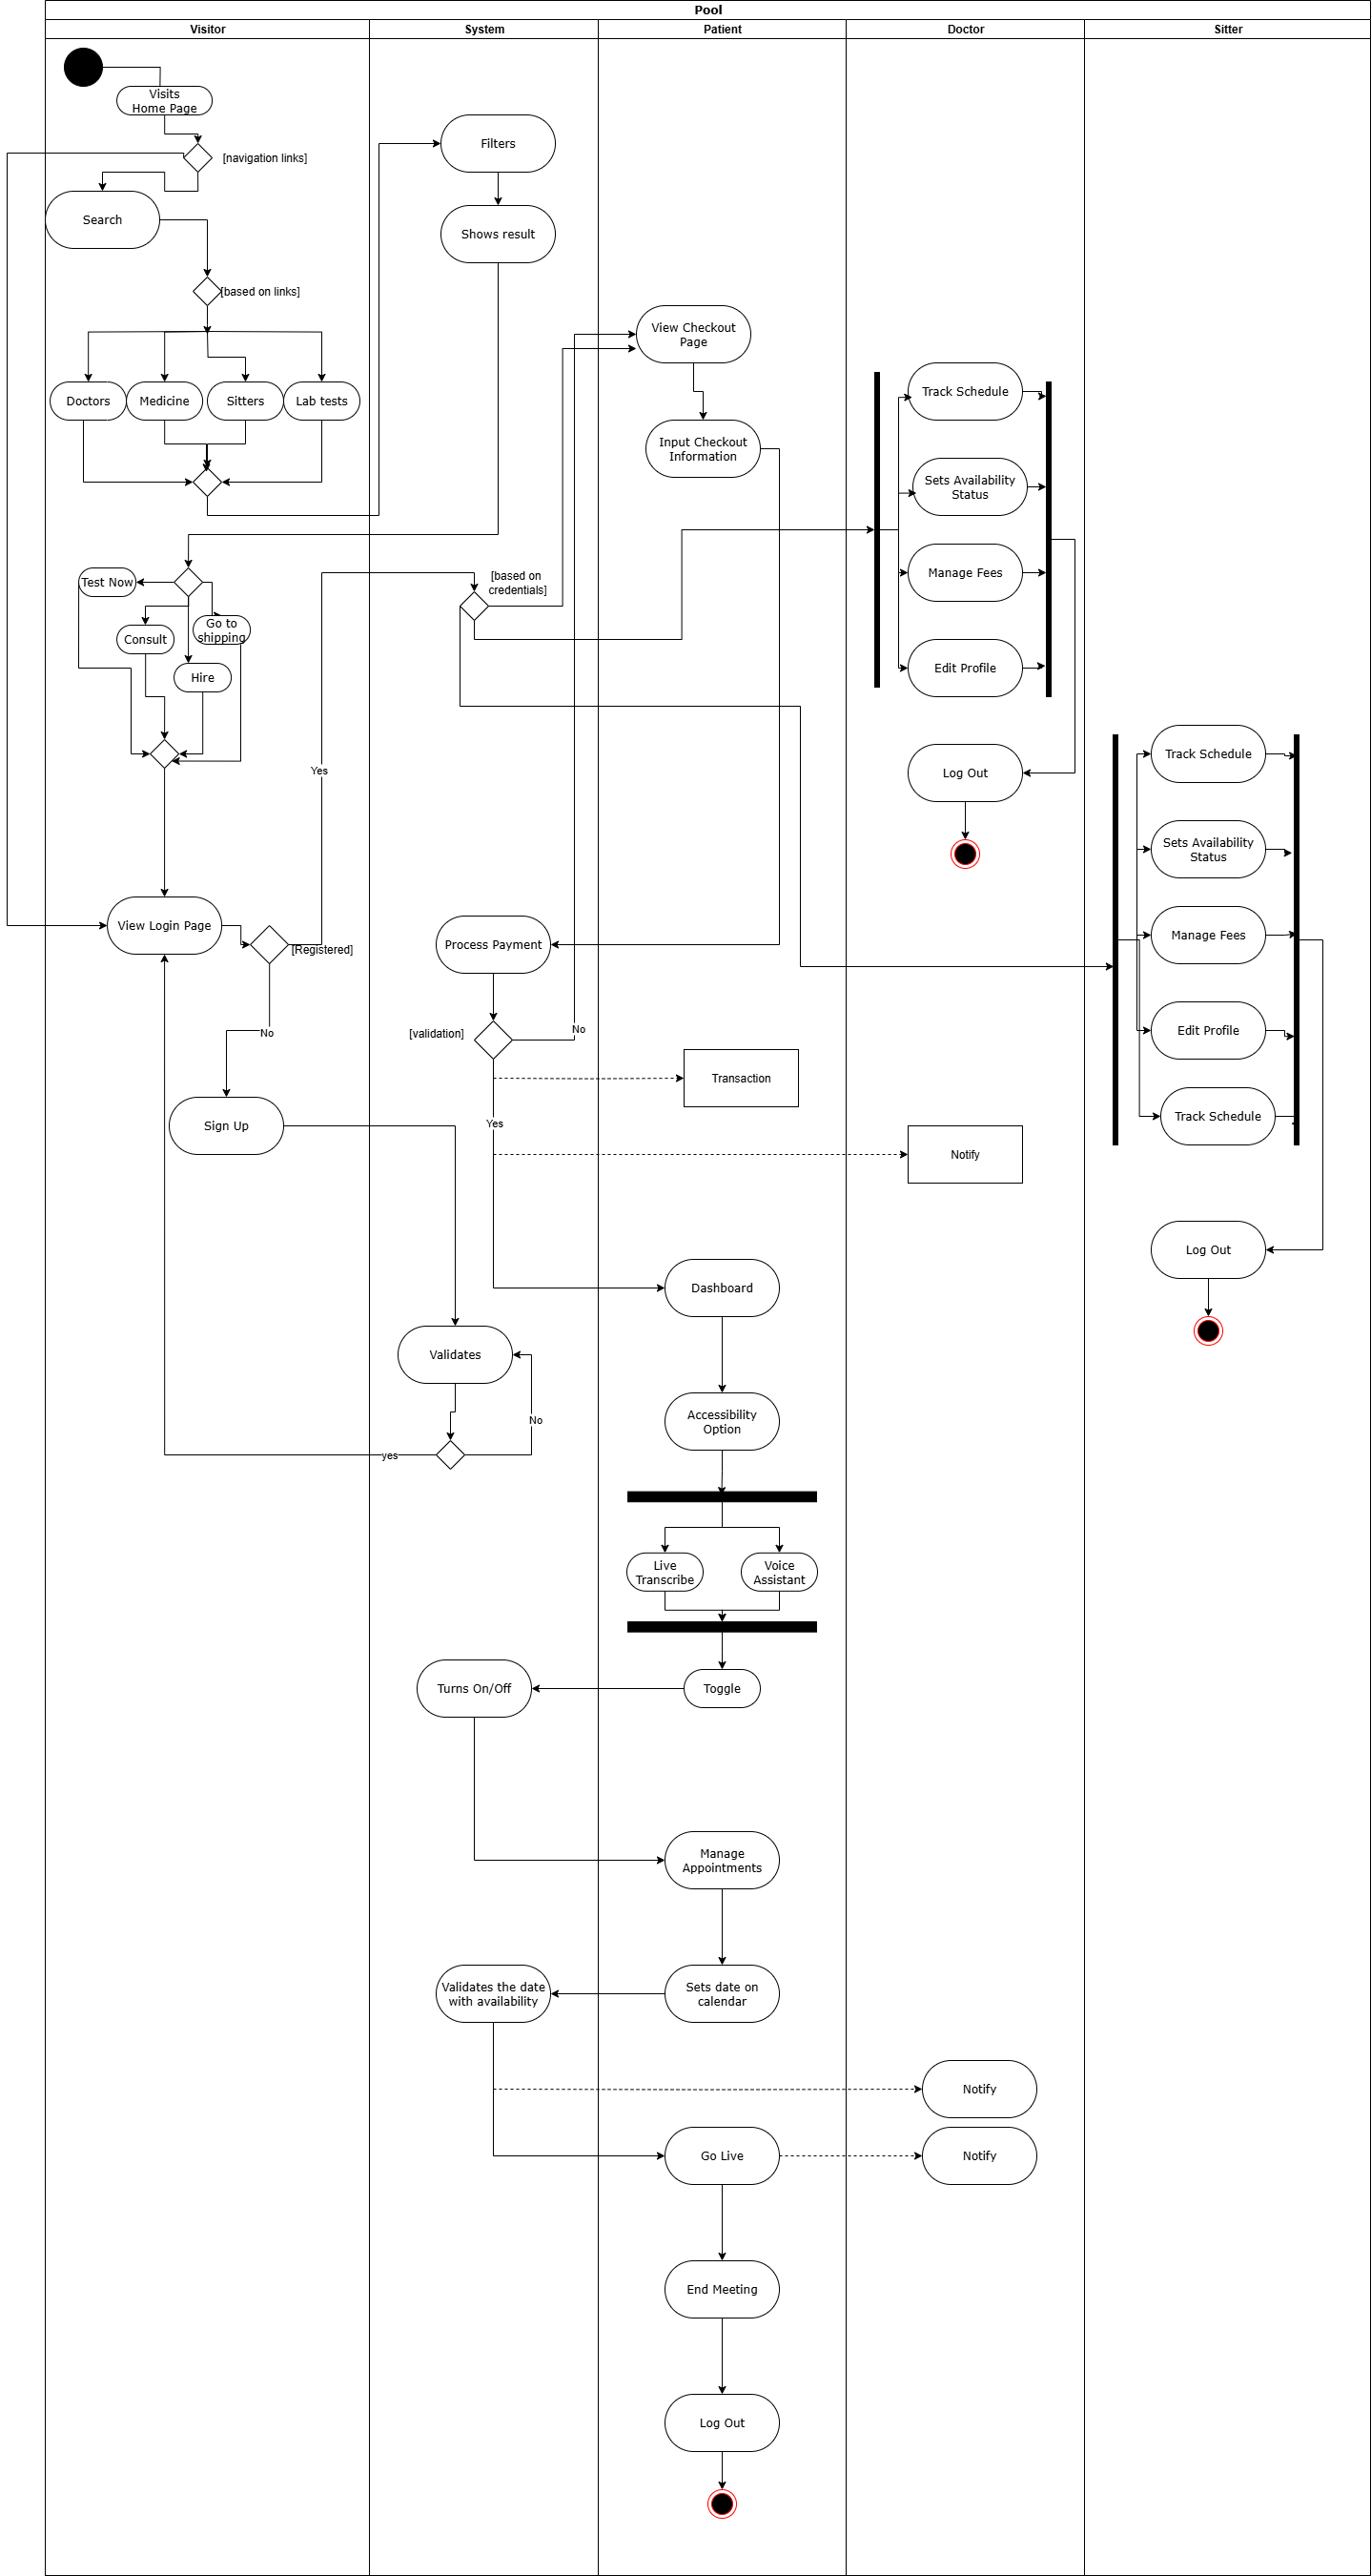 Pool
Visitor
System
Patient
Doctor
Sitter
Visits
Home Page
[navigation links]
Search
[based on links]
Doctors
Medicine
Sitters
Lab tests
Filters
Shows result
View Checkout
Page
Input Checkout
Information
Track Schedule
Sets Availability
Status
Manage Fees
Edit Profile
Log Out
Test Now
Consult
Go to
shipping
Hire
[based on
credentials]
Yes
View Login Page
[Registered]
No
Sign Up
Process Payment
[validation]
No
Yes
Transaction
Notify
Track Schedule
Sets Availability
Status
Manage Fees
Edit Profile
Track Schedule
Log Out
Dashboard
Validates
No
yes
Accessibility
Option
Live
Transcribe
Voice
Assistant
Toggle
Turns On/Off
Manage
Appointments
Sets date on
calendar
Validates the date
with availability
Notify
Go Live
Notify
End Meeting
Log Out